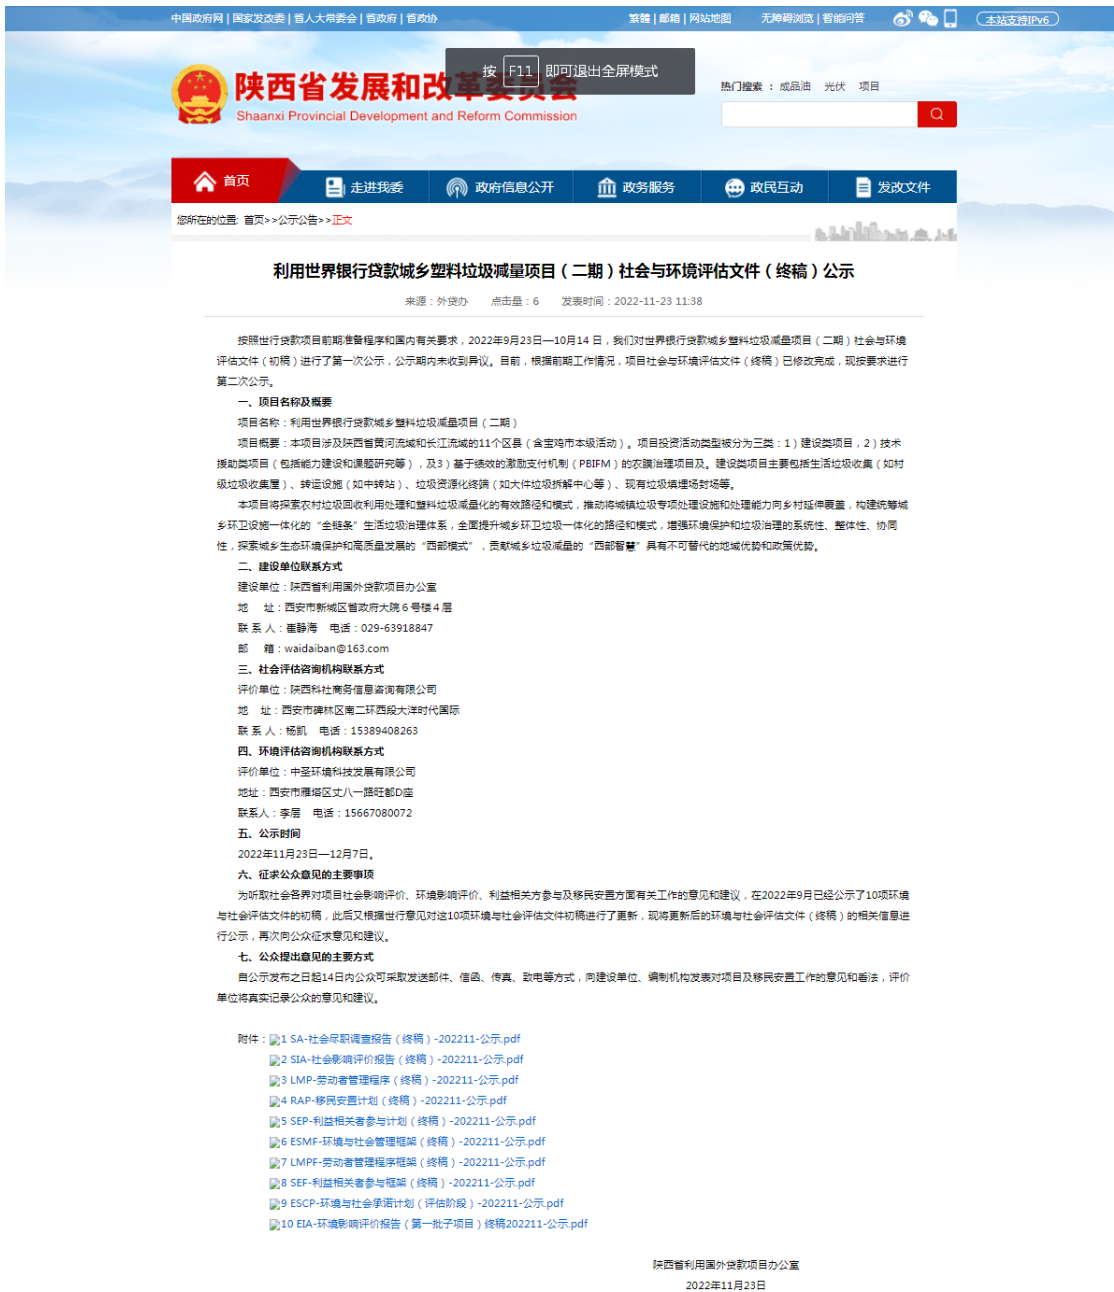 中国政府网 | 国家发改委 | 省人大常委会 | 省政府 | 省政协
繁體 | 邮箱 | 网站地图 无障碍浏览 | 智能问答
本站支持IPv6
按 F11 即可退出全屏模式
陕西省发展和改革委员会
Shaanxi Provincial Development and Reform Commission
热门搜索 ： 成品油 光伏 项目
首页 走进我委 政府信息公开 政务服务 政民互动 发改文件
您所在的位置: 首页>>公示公告>>正文
利用世界银行贷款城乡塑料垃圾减量项目（二期）社会与环境评估文件（终稿）公示
来源：外贷办 点击量：6 发表时间：2022-11-23 11:38
按照世行贷款项目前期准备程序和国内有关要求，2022年9月23日—10月14 日，我们对世界银行贷款城乡塑料垃圾减量项目（二期）社会与环境
评估文件（初稿）进行了第一次公示，公示期内未收到异议。目前，根据前期工作情况，项目社会与环境评估文件（终稿）已修改完成，现按要求进行
第二次公示。
一、项目名称及概要
项目名称：利用世界银行贷款城乡塑料垃圾减量项目（二期）
项目概要：本项目涉及陕西省黄河流域和长江流域的11个区县（含宝鸡市本级活动）。项目投资活动类型被分为三类：1）建设类项目，2）技术
援助类项目（包括能力建设和课题研究等），及3）基于绩效的激励支付机制（PBIFM）的农膜治理项目及。建设类项目主要包括生活垃圾收集（如村
级垃圾收集屋）、转运设施（如中转站）、垃圾资源化终端（如大件垃圾拆解中心等）、现有垃圾填埋场封场等。
本项目将探索农村垃圾回收利用处理和塑料垃圾减量化的有效路径和模式，推动将城镇垃圾专项处理设施和处理能力向乡村延伸覆盖，构建统筹城
乡环卫设施一体化的“全链条”生活垃圾治理体系，全面提升城乡环卫垃圾一体化的路径和模式，增强环境保护和垃圾治理的系统性、整体性、协同
性，探索城乡生态环境保护和高质量发展的“西部模式”，贡献城乡垃圾减量的“西部智慧”具有不可替代的地域优势和政策优势。
二、建设单位联系方式
建设单位：陕西省利用国外贷款项目办公室
地 址：西安市新城区省政府大院６号楼４层
联 系 人：崔静海 电话：029-63918847
邮 箱：waidaiban@163.com
三、社会评估咨询机构联系方式
评价单位：陕西科社商务信息咨询有限公司
地 址：西安市碑林区南二环西段大洋时代国际
联 系 人：杨凯 电话：15389408263
四、环境评估咨询机构联系方式
评价单位：中圣环境科技发展有限公司
地址：西安市雁塔区丈八一路旺都D座
联系人：李层 电话：15667080072
五、公示时间
2022年11月23日—12月7日。
六、征求公众意见的主要事项
为听取社会各界对项目社会影响评价、环境影响评价、利益相关方参与及移民安置方面有关工作的意见和建议，在2022年9月已经公示了10项环境
与社会评估文件的初稿，此后又根据世行意见对这10项环境与社会评估文件初稿进行了更新，现将更新后的环境与社会评估文件（终稿）的相关信息进
行公示，再次向公众征求意见和建议。
七、公众提出意见的主要方式
自公示发布之日起14日内公众可采取发送邮件、信函、传真、致电等方式，向建设单位、编制机构发表对项目及移民安置工作的意见和看法，评价
单位将真实记录公众的意见和建议。
附件：1 SA-社会尽职调查报告（终稿）-202211-公示.pdf
2 SIA-社会影响评价报告（终稿）-202211-公示.pdf
3 LMP-劳动者管理程序（终稿）-202211-公示.pdf
4 RAP-移民安置计划（终稿）-202211-公示.pdf
5 SEP-利益相关者参与计划（终稿）-202211-公示.pdf
6 ESMF-环境与社会管理框架（终稿）-202211-公示.pdf
7 LMPF-劳动者管理程序框架（终稿）-202211-公示.pdf
8 SEF-利益相关者参与框架（终稿）-202211-公示.pdf
9 ESCP-环境与社会承诺计划（评估阶段）-202211-公示.pdf
10 EIA-环境影响评价报告（第一批子项目）终稿202211-公示.pdf
陕西省利用国外贷款项目办公室
2022年11月23日